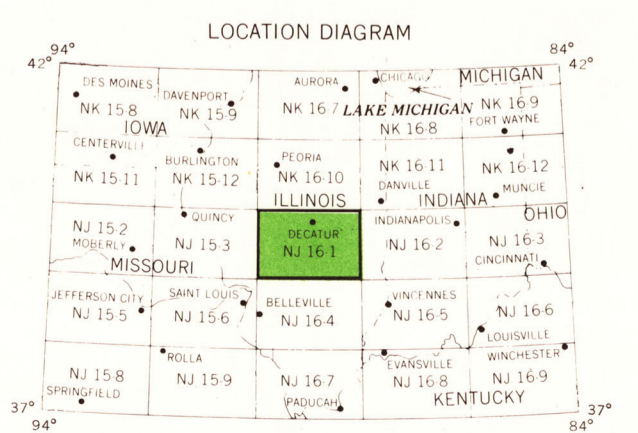 LOCATION DIAGRAM
94°
84°
42°
42°
DES MOINES
NK 15-8
DAVENPORT
NK 15-9
IOWA
AURORA
NK 16-7
CHICAGO
LAKE MICHIGAN
NK 16-8
MICHIGAN
NK 16-9
FORT WAYNE
CENTERVILLE
NK 15-11
BURLINGTON
NK 15-12
PEORIA
NK 16-10
ILLINOIS
NK 16-11
DANVILLE
INDIANA
NK 16-12
MUNCIE
NJ 15-2
MOBERLY
QUINCY
NJ 15-3
MISSOURI
DECATUR
NJ 16-1
INDIANAPOLIS
NJ 16-2
OHIO
NJ 16-3
CINCINNATI
JEFFERSON CITY
NJ 15-5
SAINT LOUIS
NJ 15-6
BELLEVILLE
NJ 16-4
VINCENNES
NJ 16-5
NJ 16-6
LOUISVILLE
NJ 15-8
SPRINGFIELD
ROLLA
NJ 15-9
NJ 16-7
PADUCAH
EVANSVILLE
NJ 16-8
WINCHESTER
NJ 16-9
KENTUCKY
37°
37°
94°
84°